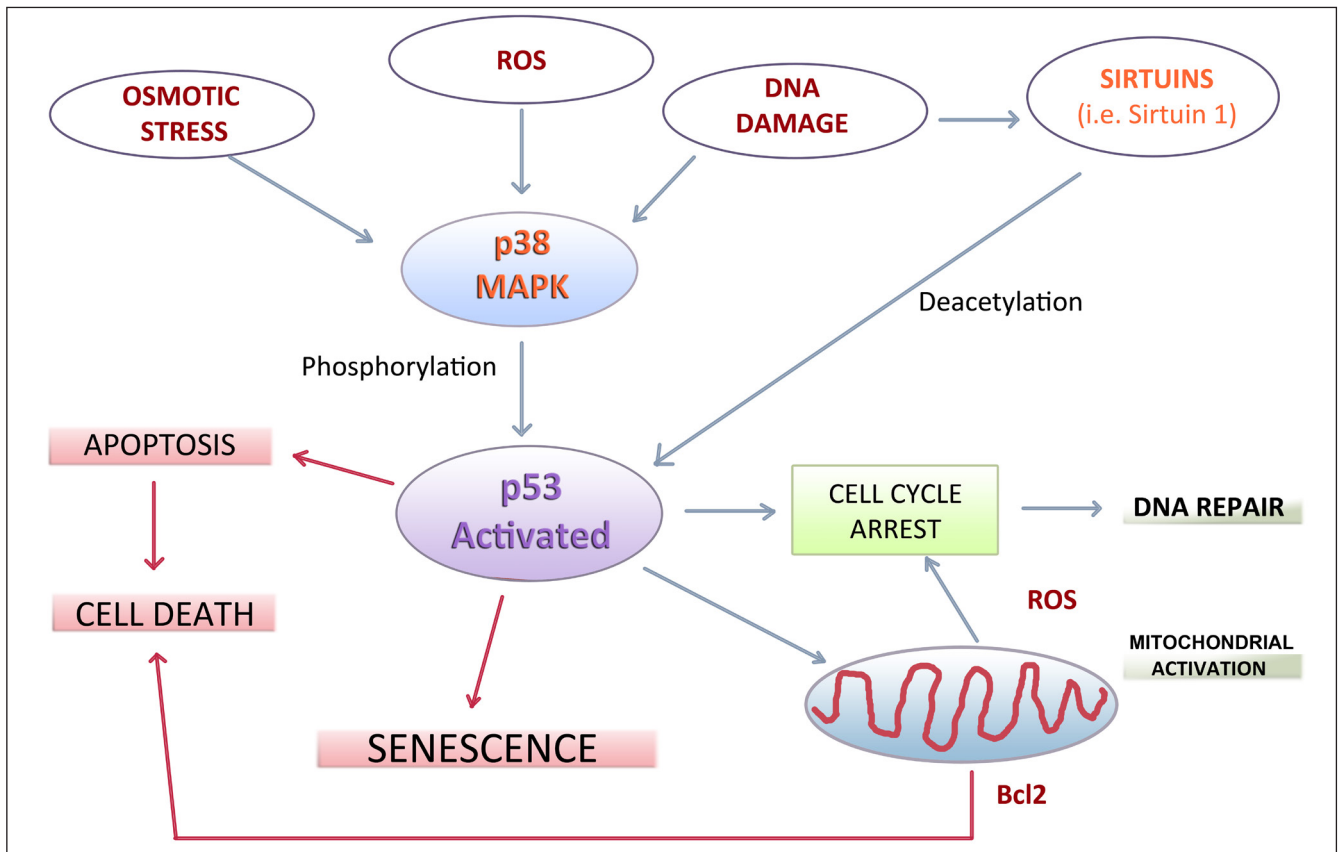 ROS
OSMOTIC
STRESS
DNA
DAMAGE
SIRTUINS
(i.e. Sirtuin 1)
p38
MAPK
Deacetylation
Phosphorylation
APOPTOSIS
p53
Activated
CELL CYCLE
ARREST
DNA REPAIR
CELL DEATH
ROS
MITOCHONDRIAL
ACTIVATION
SENESCENCE
Bcl2